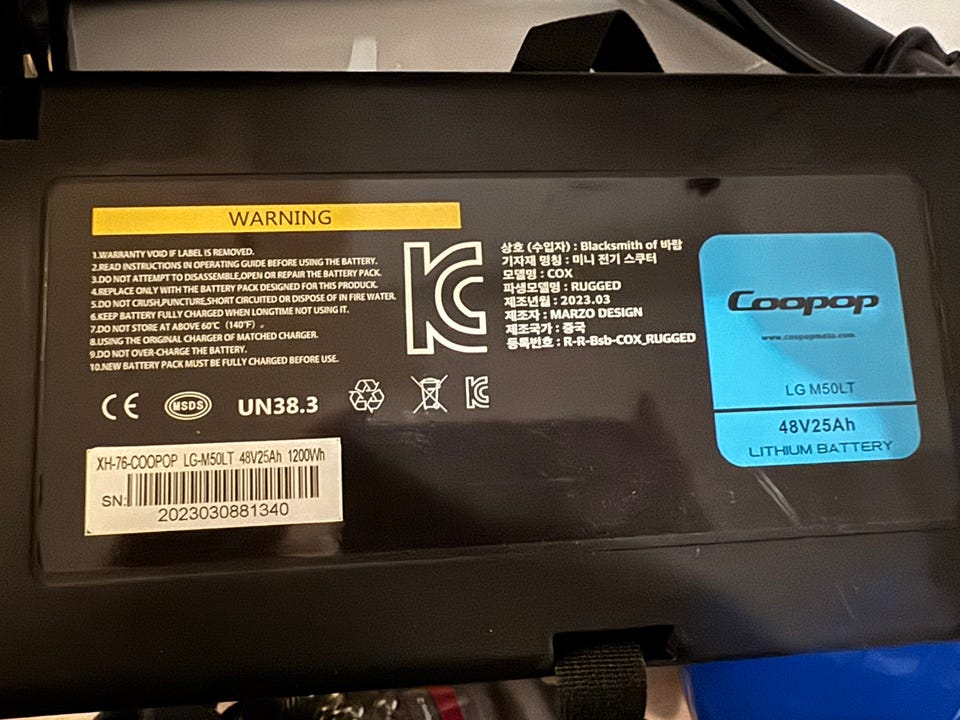 WARNING
1.WARRANTY VOID IF LABEL IS REMOVED.
2.READ INSTRUCTIONS IN OPERATING GUIDE BEFORE USING THE BATTERY.
3.DO NOT ATTEMPT TO DISASSEMBLE,OPEN OR REPAIR THE BATTERY PACK.
4.REPLACE ONLY WITH THE BATTERY PACK DESIGNED FOR THIS PRODUCK.
5.DO NOT CRUSH,PUNCTURE,SHORT CIRCUITED OR DISPOSE OF IN FIRE WATER.
6.KEEP BATTERY FULLY CHARGED WHEN LONGTIME NOT USING IT.
7.DO NOT STORE AT ABOVE 60℃ (140℉) .
8.USING THE ORIGINAL CHARGER OF MATCHED CHARGER.
9.DO NOT OVER-CHARGE THE BATTERY.
10.NEW BATTERY PACK MUST BE FULLY CHARGED BEFORE USE.
CE MSDS UN38.3 KC
XH-76-COOPOP LG-M50LT 48V25Ah 1200Wh
SN:
2023030881340
KC
상호 (수입자) : Blacksmith of 바람
기자재 명칭 : 미니 전기 스쿠터
모델명 : COX
파생모델명 : RUGGED
제조년월 : 2023.03
제조자 : MARZO DESIGN
제조국가 : 중국
등록번호 : R-R-Bsb-COX_RUGGED
Coopop
www.coopopmoto.com
LG M50LT
48V25Ah
LITHIUM BATTERY